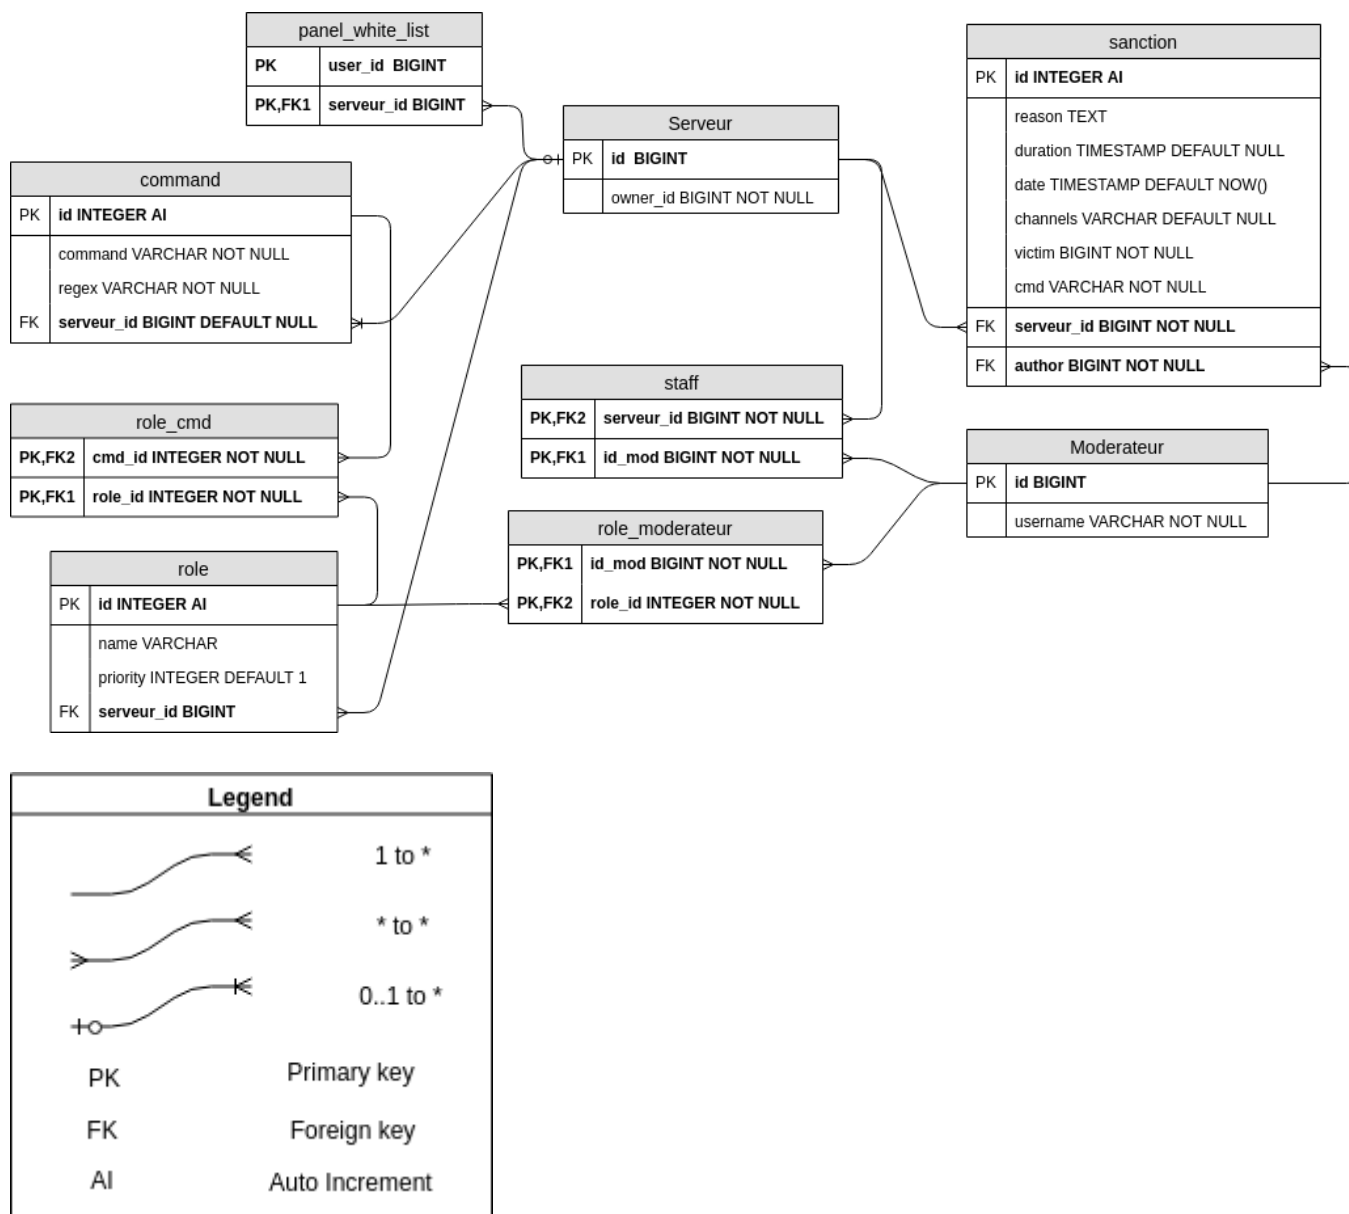 panel_white_list
PK user_id BIGINT
PK,FK1 serveur_id BIGINT
Serveur
PK id BIGINT
owner_id BIGINT NOT NULL
sanction
PK id INTEGER AI
reason TEXT
duration TIMESTAMP DEFAULT NULL
date TIMESTAMP DEFAULT NOW()
channels VARCHAR DEFAULT NULL
victim BIGINT NOT NULL
cmd VARCHAR NOT NULL
FK serveur_id BIGINT NOT NULL
FK author BIGINT NOT NULL
command
PK id INTEGER AI
command VARCHAR NOT NULL
regex VARCHAR NOT NULL
FK serveur_id BIGINT DEFAULT NULL
staff
PK,FK2 serveur_id BIGINT NOT NULL
PK,FK1 id_mod BIGINT NOT NULL
role_cmd
PK,FK2 cmd_id INTEGER NOT NULL
PK,FK1 role_id INTEGER NOT NULL
Moderateur
PK id BIGINT
username VARCHAR NOT NULL
role_moderateur
PK,FK1 id_mod BIGINT NOT NULL
PK,FK2 role_id INTEGER NOT NULL
role
PK id INTEGER AI
name VARCHAR
priority INTEGER DEFAULT 1
FK serveur_id BIGINT
Legend
1 to *
* to *
0..1 to *
PK Primary key
FK Foreign key
AI Auto Increment